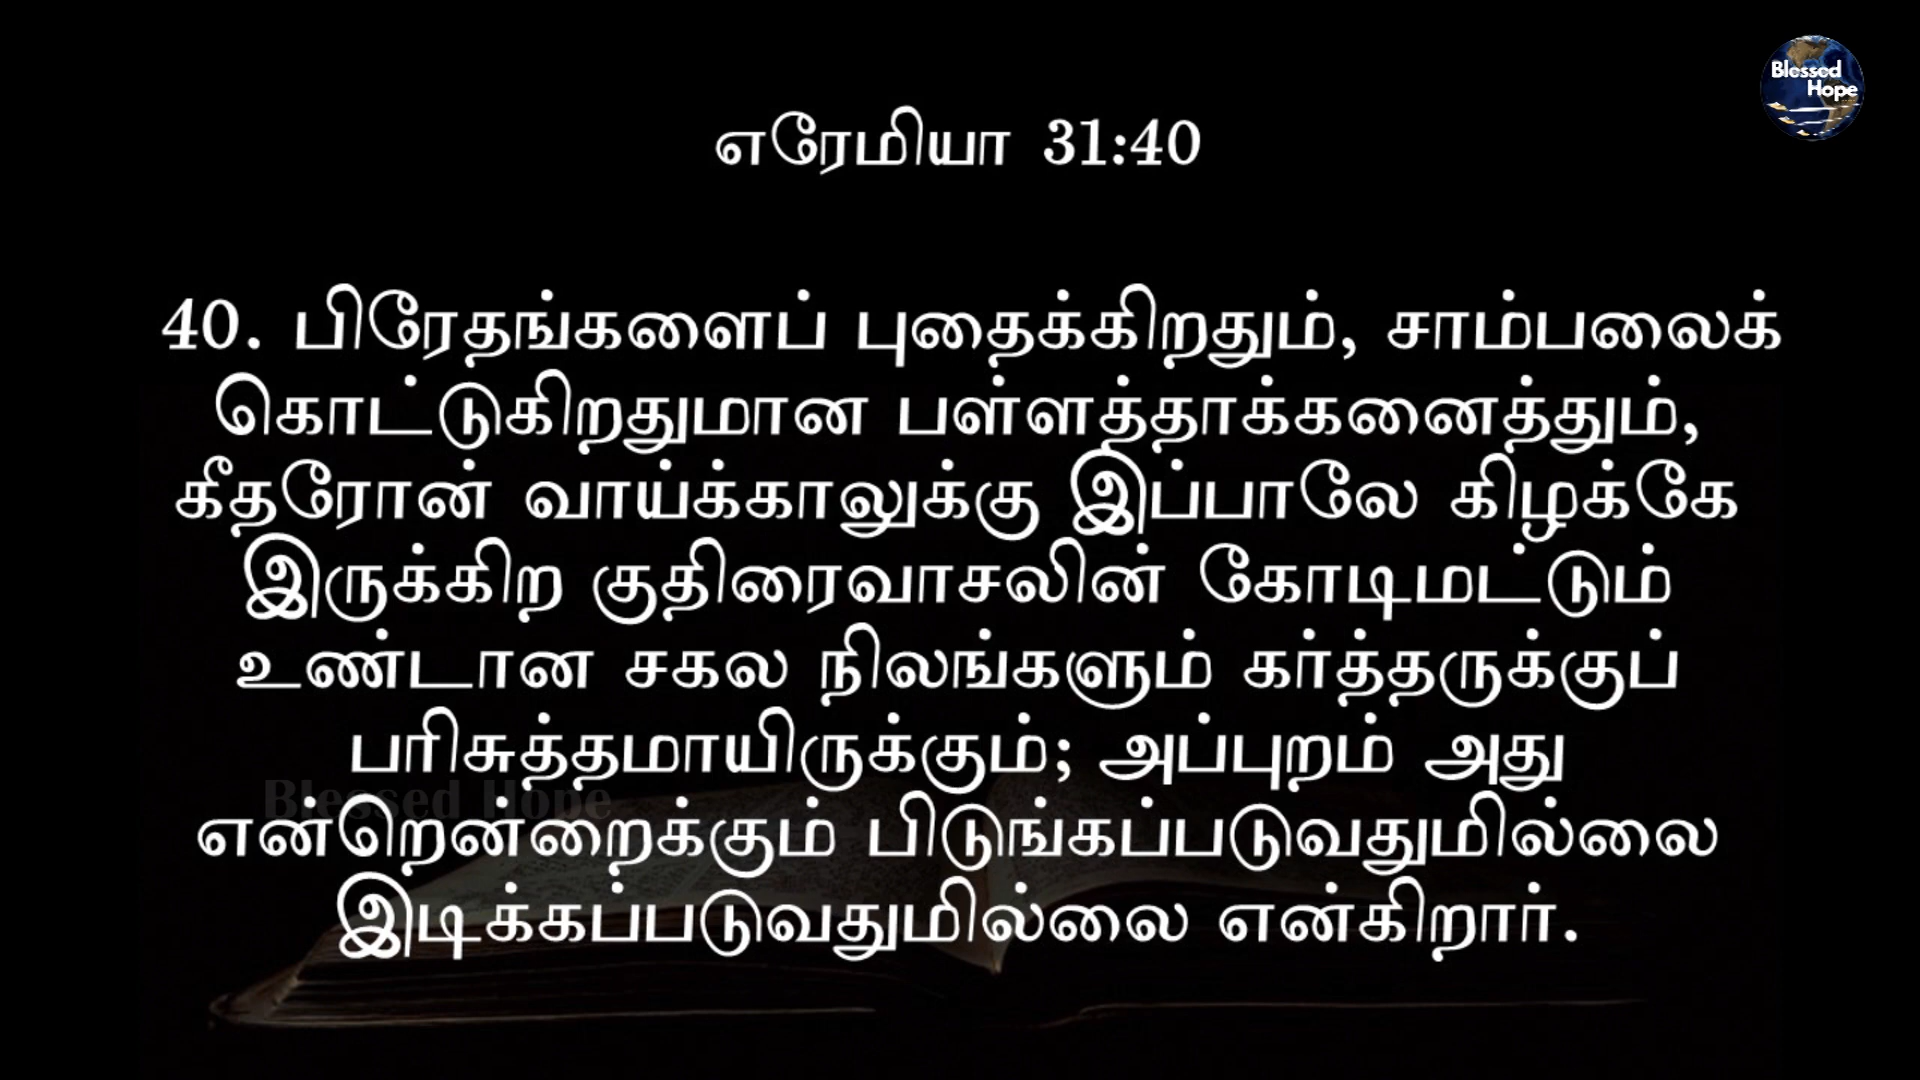 Blessed
Hope
எரேமியா 31:40
40. பிரேதங்களைப் புதைக்கிறதும், சாம்பலைக்
கொட்டுகிறதுமான பள்ளத்தாக்கனைத்தும்,
கீதரோன் வாய்க்காலுக்கு இப்பாலே கிழக்கே
இருக்கிற குதிரைவாசலின் கோடிமட்டும்
உண்டான சகல நிலங்களும் கர்த்தருக்குப்
பரிசுத்தமாயிருக்கும்; அப்புறம் அது
என்றென்றைக்கும் பிடுங்கப்படுவதுமில்லை
இடிக்கப்படுவதுமில்லை என்கிறார்.
Blessed Hope